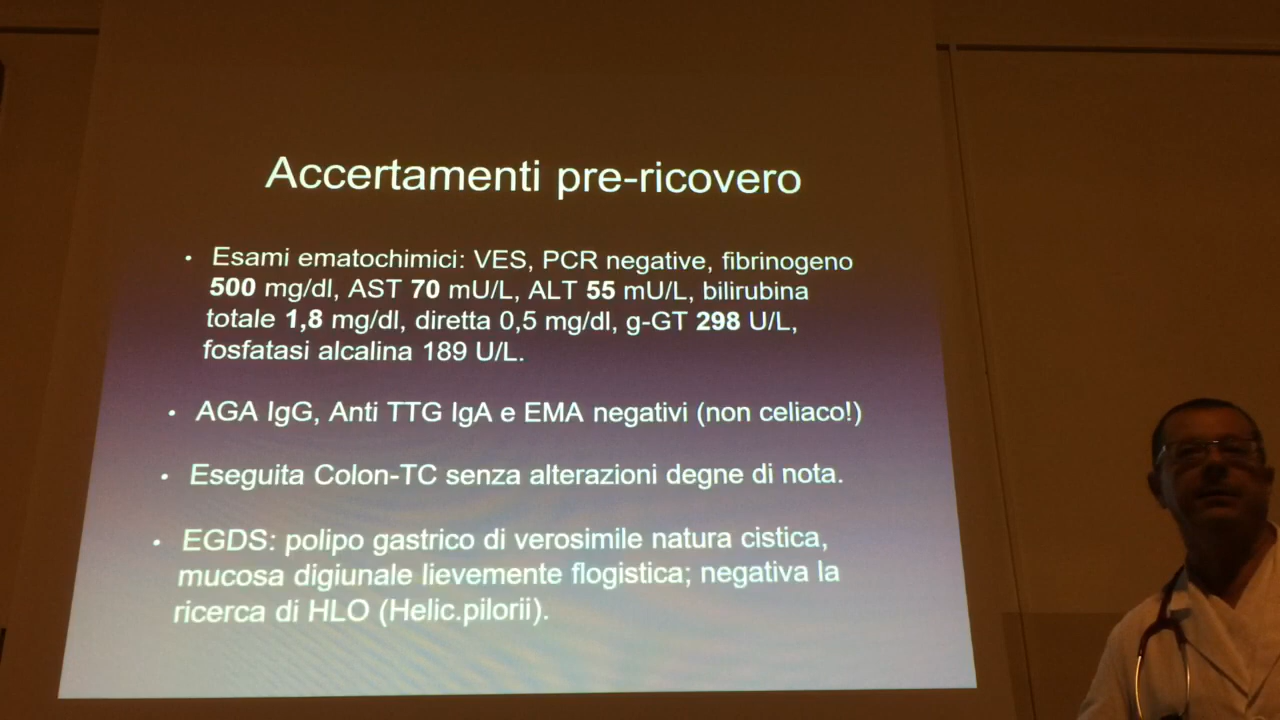 Accertamenti pre-ricovero
• Esami ematochimici: VES, PCR negative, fibrinogeno
500 mg/dl, AST 70 mU/L, ALT 55 mU/L, bilirubina
totale 1,8 mg/dl, diretta 0,5 mg/dl, g-GT 298 U/L,
fosfatasi alcalina 189 U/L.
• AGA IgG, Anti TTG IgA e EMA negativi (non celiaco!)
• Eseguita Colon-TC senza alterazioni degne di nota.
• EGDS: polipo gastrico di verosimile natura cistica,
mucosa digiunale lievemente flogistica; negativa la
ricerca di HLO (Helic.pilorii).